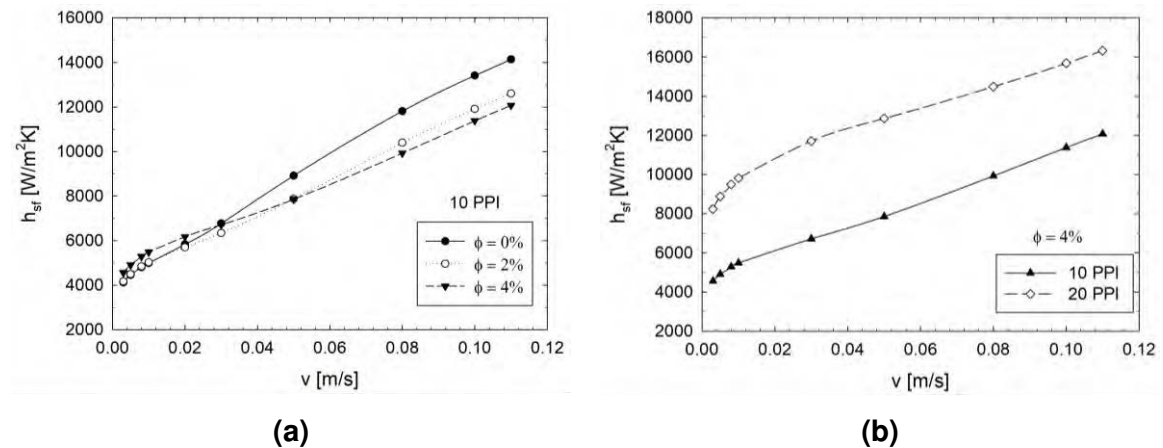 18000
16000
14000
12000
10000
8000
6000
4000
2000
h_sf [W/m²K]
0.00 0.02 0.04 0.06 0.08 0.10 0.12
v [m/s]
10 PPI
ϕ = 0%
ϕ = 2%
ϕ = 4%
(a)
18000
16000
14000
12000
10000
8000
6000
4000
2000
h_sf [W/m²K]
0.00 0.02 0.04 0.06 0.08 0.10 0.12
v [m/s]
ϕ = 4%
10 PPI
20 PPI
(b)